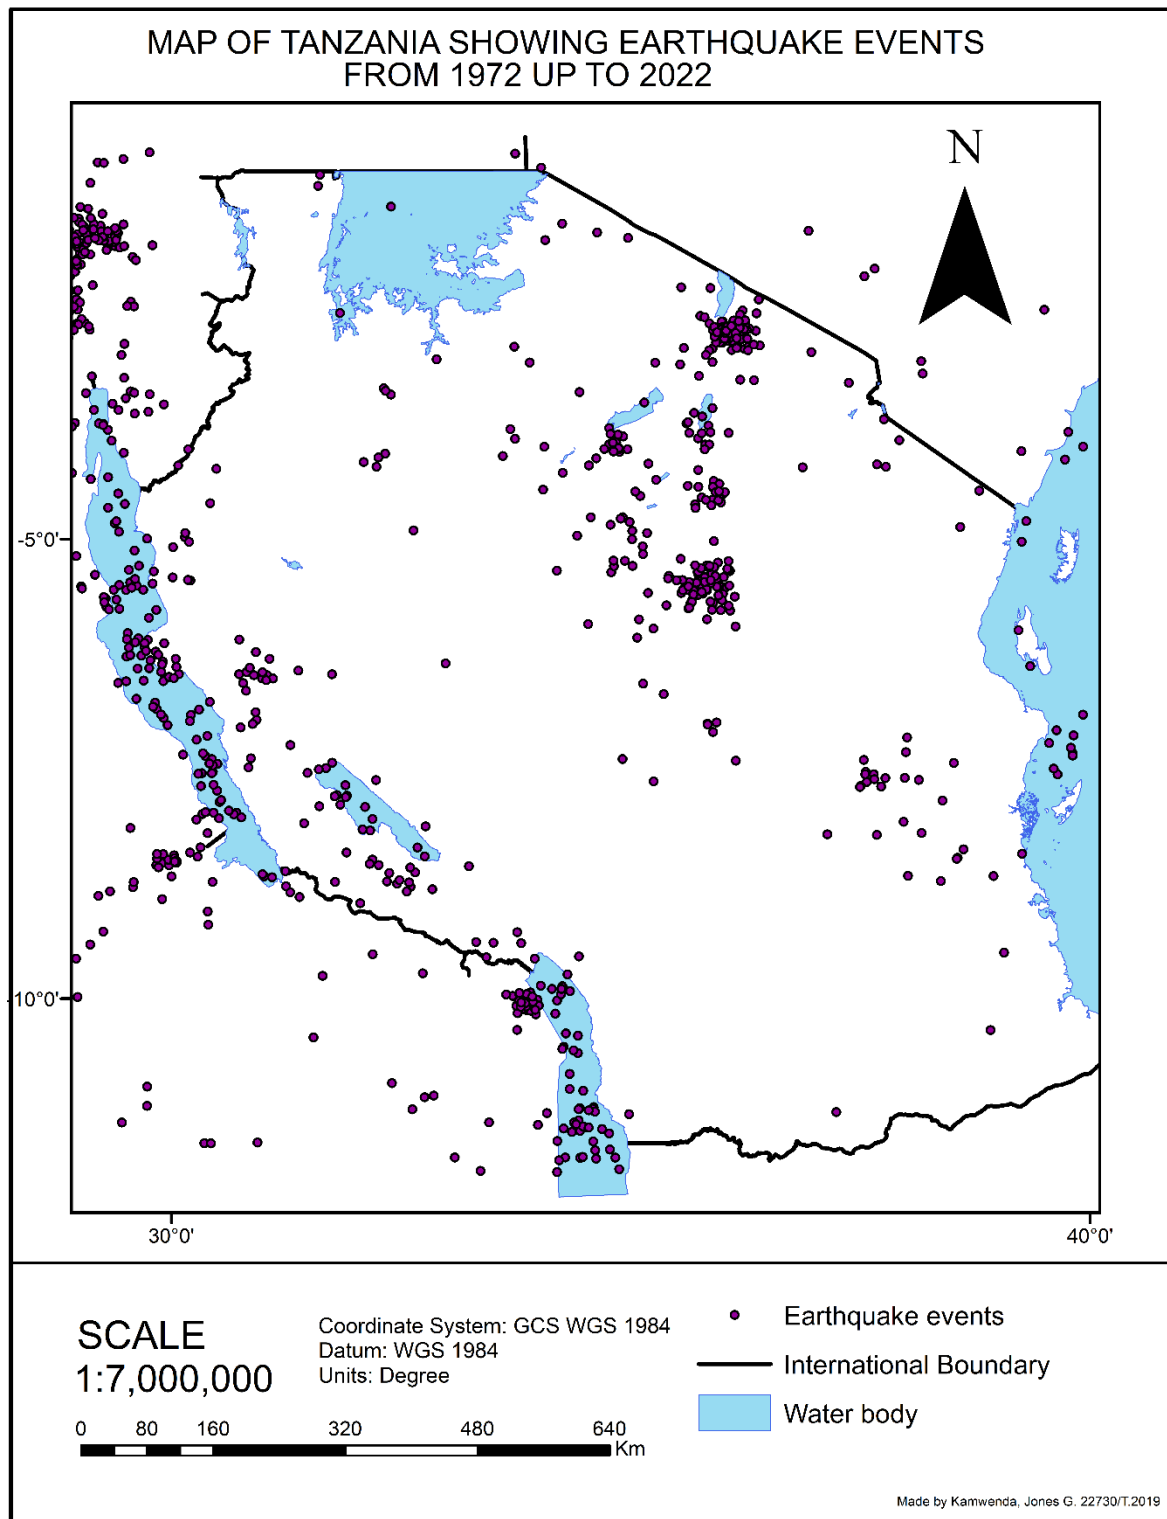 MAP OF TANZANIA SHOWING EARTHQUAKE EVENTS
FROM 1972 UP TO 2022
N
-5°0'
10°0'
30°0'
40°0'
SCALE
1:7,000,000
Coordinate System: GCS WGS 1984
Datum: WGS 1984
Units: Degree
0 80 160 320 480 640
Km
Earthquake events
International Boundary
Water body
Made by Kamwenda, Jones G. 22730/T.2019